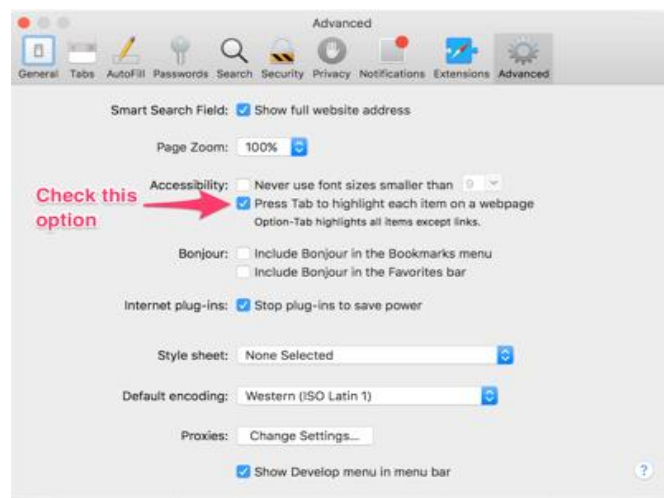 Advanced
General Tabs AutoFill Passwords Search Security Privacy Notifications Extensions Advanced
Smart Search Field: Show full website address
Page Zoom: 100%
Accessibility: Never use font sizes smaller than 9
Check this option
Press Tab to highlight each item on a webpage
Option-Tab highlights all items except links.
Bonjour: Include Bonjour in the Bookmarks menu
Include Bonjour in the Favorites bar
Internet plug-ins: Stop plug-ins to save power
Style sheet: None Selected
Default encoding: Western (ISO Latin 1)
Proxies: Change Settings...
Show Develop menu in menu bar
?